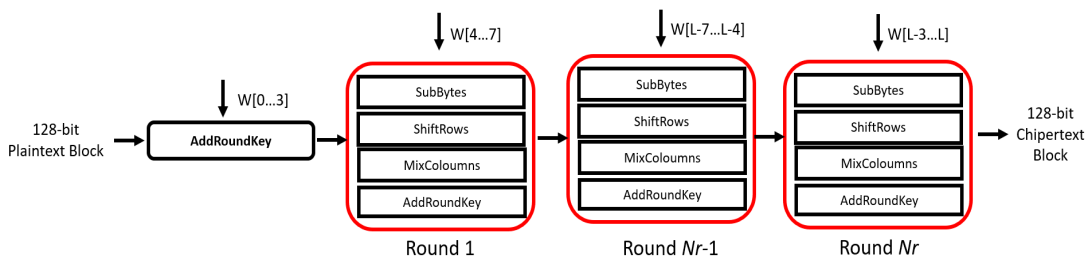 128-bit
Plaintext Block
W[0...3]
AddRoundKey
W[4...7]
SubBytes
ShiftRows
MixColoumns
AddRoundKey
Round 1
W[L-7...L-4]
SubBytes
ShiftRows
MixColoumns
AddRoundKey
Round Nr-1
W[L-3...L]
SubBytes
ShiftRows
MixColoumns
AddRoundKey
Round Nr
128-bit
Chipertext
Block